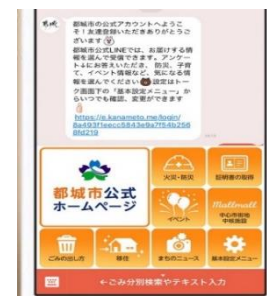 都城市の公式アカウントへようこ
そ！友達登録いただきありがとうご
ざいます
都城市公式LINEでは、お届けする情
報を選んで受信できます。アンケー
トにお答えいただき、防災、子育
て、イベント情報など、気になる情
報を選んでください 設定はトー
ク画面下の「基本設定メニュー」か
らいつでも確認、変更ができます
https://e.kanameto.me/login/
都城市公式
ホームページ
火災・防災
証明書の取得
イベント
Mallmall
中心市街地
中核施設
ごみの出し方
移住
まちのニュース
基本設定メニュー
←ごみ分別検索やテキスト入力